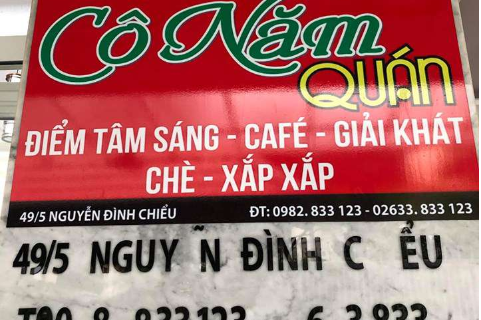 Cô Năm
QUÁN
ĐIỂM TÂM SÁNG - CAFÉ - GIẢI KHÁT
CHÈ - XẮP XẮP
49/5 NGUYỄN ĐÌNH CHIỂU ĐT: 0982. 833 123 - 02633. 833 123
49/5 NGUY N ĐÌNH C ỂU